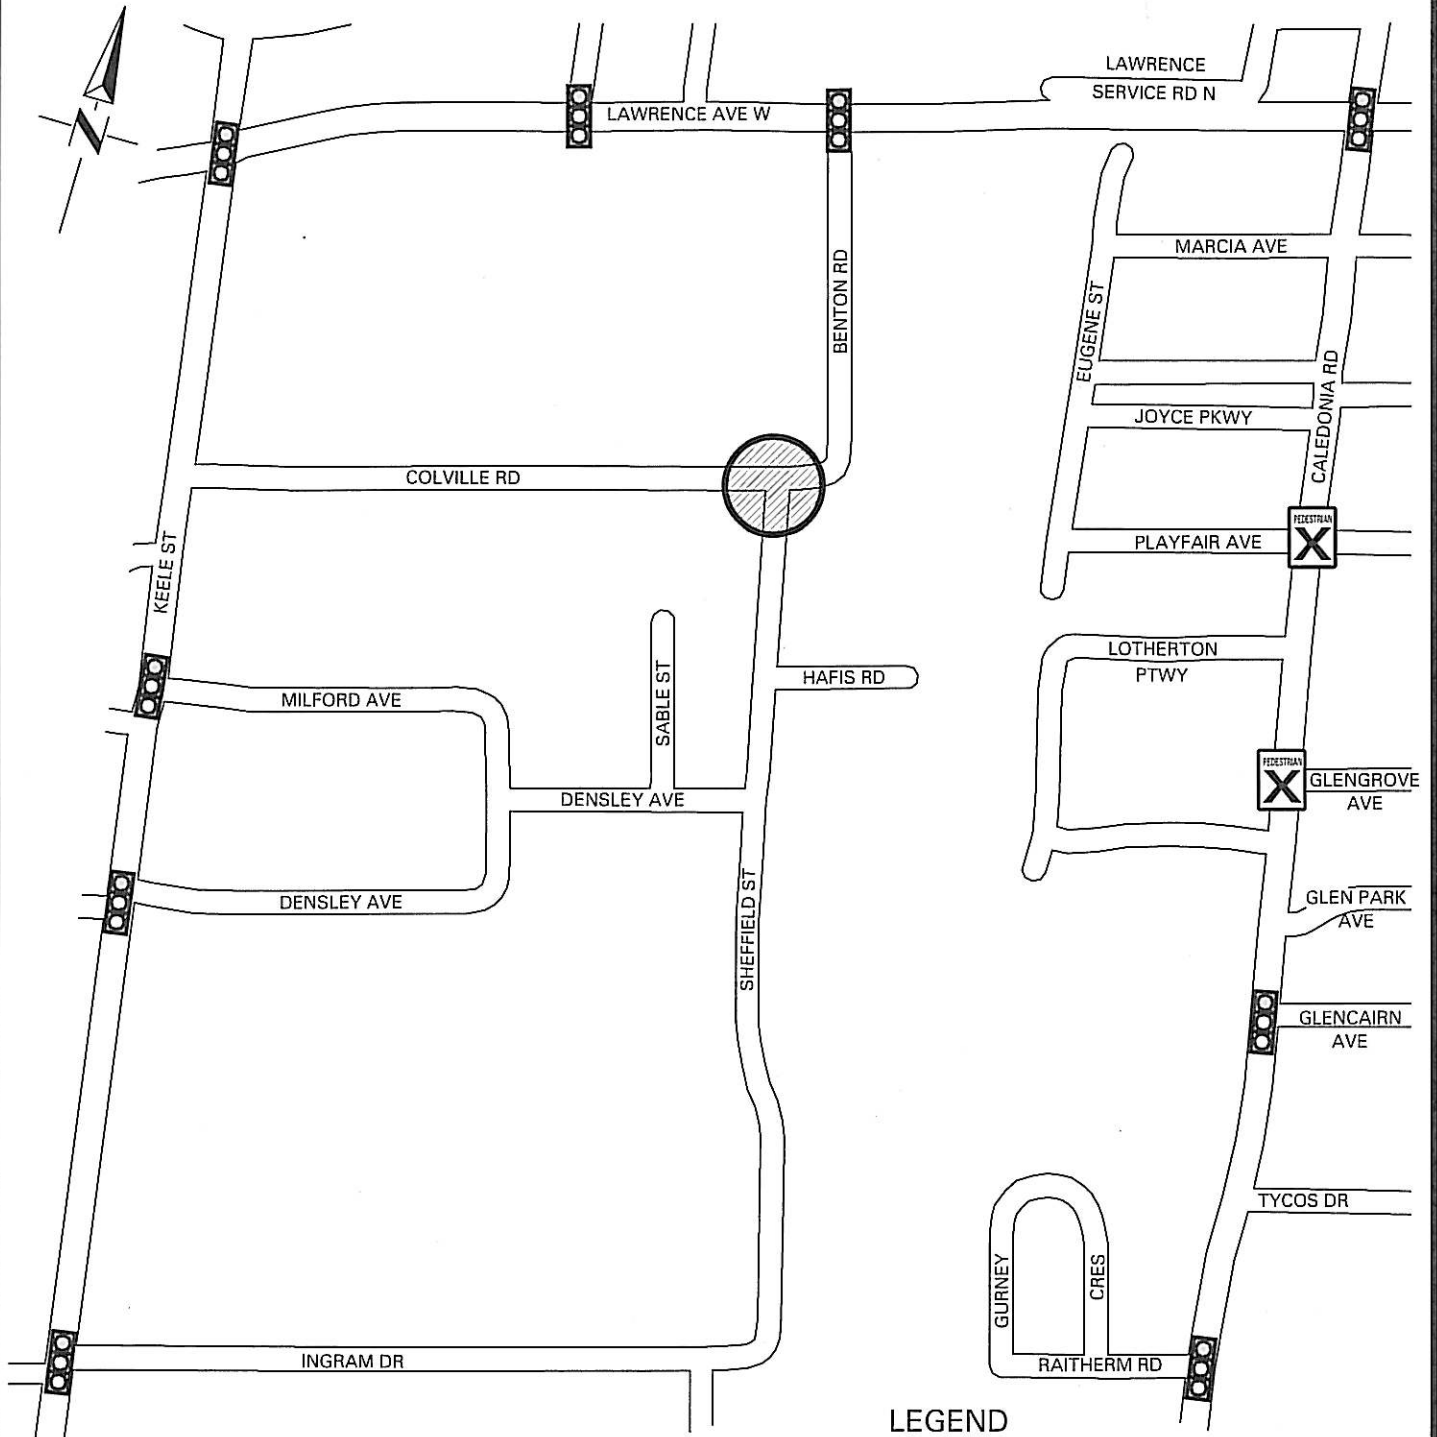 LAWRENCE
SERVICE RD N
LAWRENCE AVE W
N
MARCIA AVE
BENTON RD
EUGENE ST
CALEDONIA RD
JOYCE PKWY
COLVILLE RD
PEDESTRIAN
X
PLAYFAIR AVE
KEELE ST
LOTHERTON
PTWY
HAFIS RD
SABLE ST
MILFORD AVE
PEDESTRIAN
X
GLENGROVE
AVE
DENSLEY AVE
DENSLEY AVE
GLEN PARK
AVE
SHEFFIELD ST
GLENCAIRN
AVE
TYCOS DR
GURNEY
CRES
INGRAM DR
RAITHERM RD
LEGEND